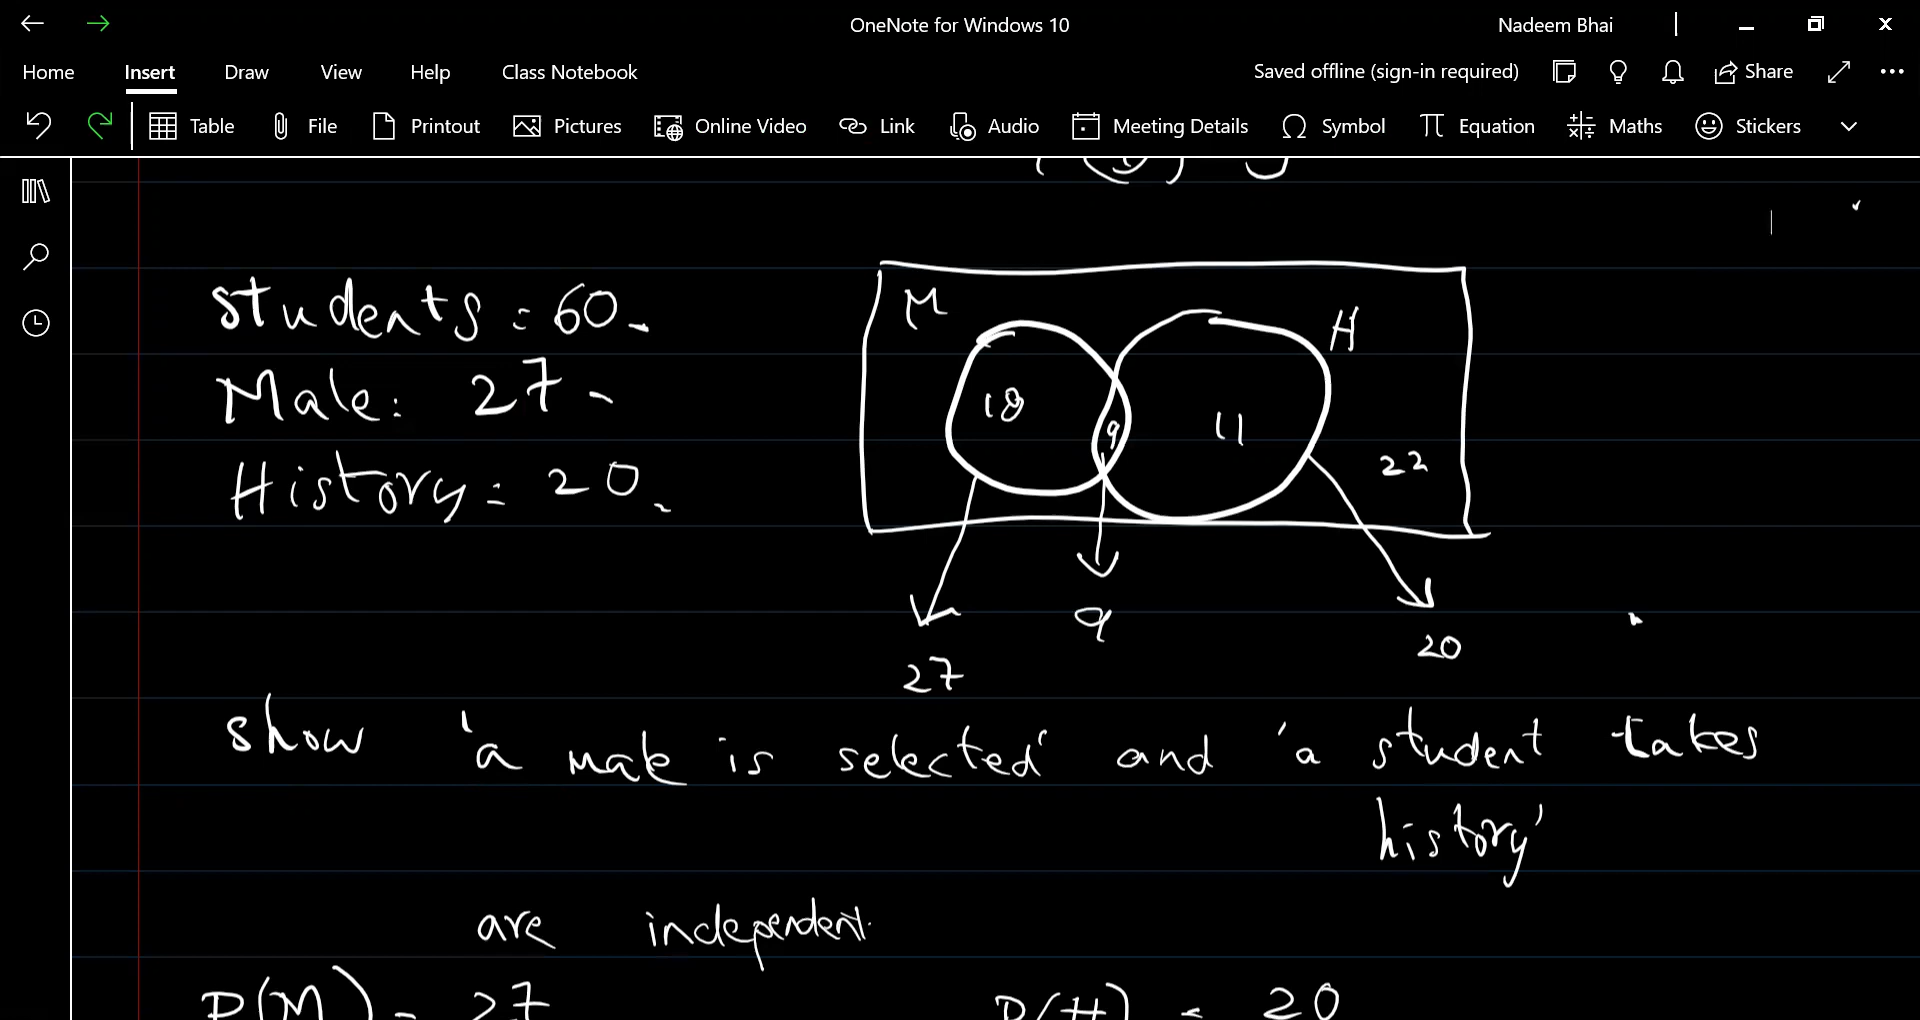 OneNote for Windows 10
Nadeem Bhai
Home Insert Draw View Help Class Notebook
Saved offline (sign-in required) Share
Table File Printout Pictures Online Video Link Audio Meeting Details Symbol Equation Maths Stickers
students = 60
M H
Male: 27
18 9 11
22
History = 20
27 9 20
show 'a male is selected' and 'a student takes
history'
are independent.
P(M) = 27 P(H) = 20